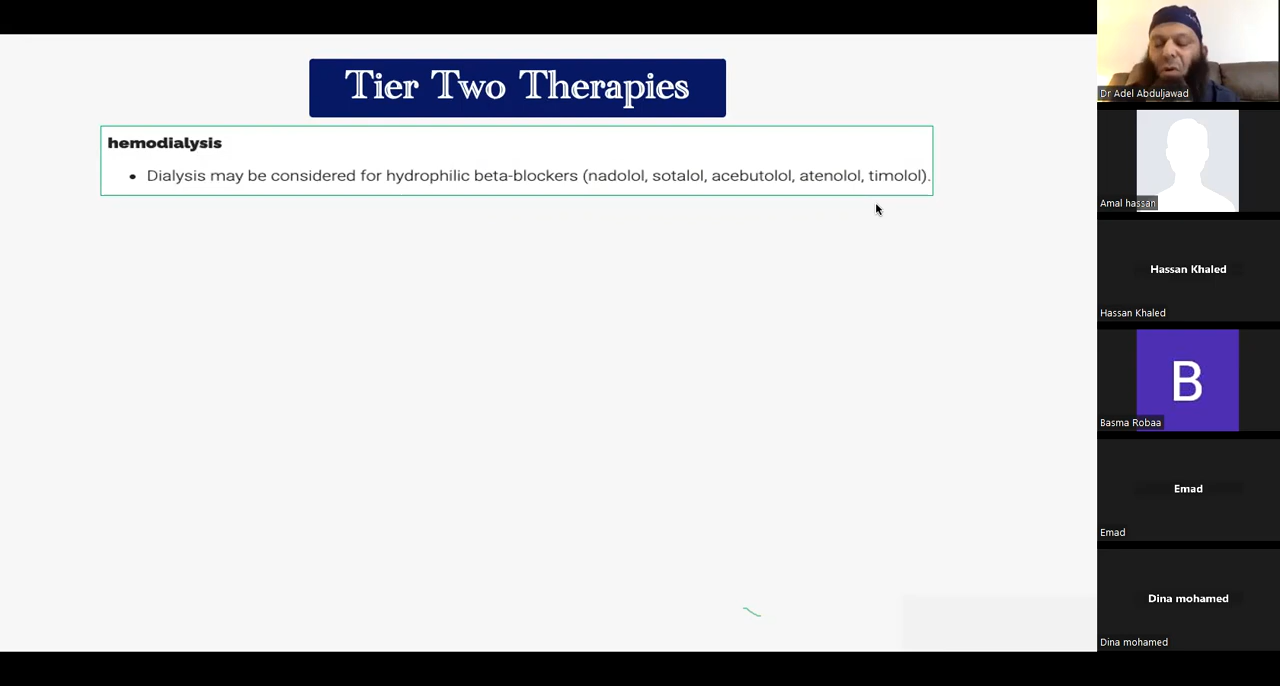 Tier Two Therapies
hemodialysis
• Dialysis may be considered for hydrophilic beta-blockers (nadolol, sotalol, acebutolol, atenolol, timolol).
Dr Adel Abduljawad
Amal hassan
Hassan Khaled
Hassan Khaled
B
Basma Robaa
Emad
Emad
Dina mohamed
Dina mohamed